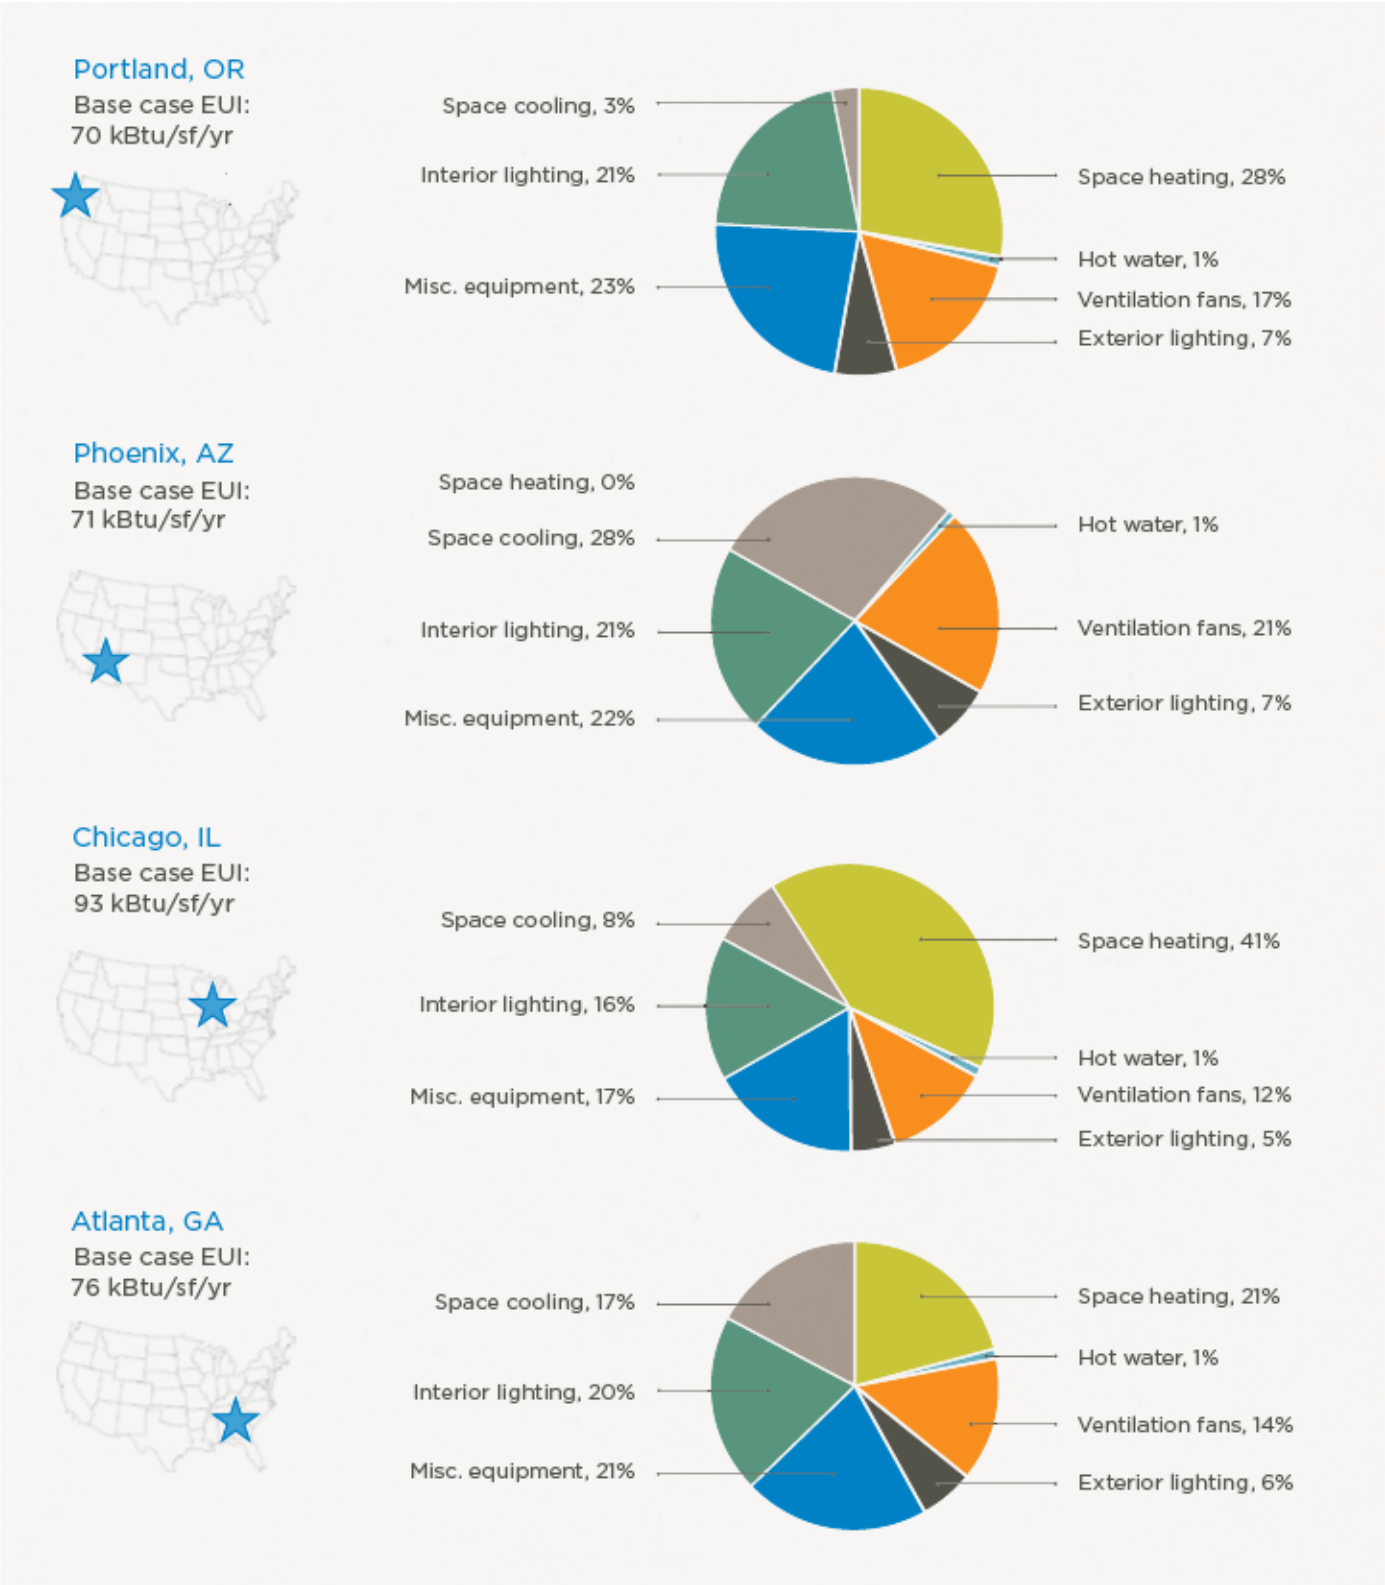 Portland, OR
Base case EUI:
70 kBtu/sf/yr
Space cooling, 3%
Interior lighting, 21%
Misc. equipment, 23%
Space heating, 28%
Hot water, 1%
Ventilation fans, 17%
Exterior lighting, 7%
Phoenix, AZ
Base case EUI:
71 kBtu/sf/yr
Space heating, 0%
Space cooling, 28%
Interior lighting, 21%
Misc. equipment, 22%
Hot water, 1%
Ventilation fans, 21%
Exterior lighting, 7%
Chicago, IL
Base case EUI:
93 kBtu/sf/yr
Space cooling, 8%
Interior lighting, 16%
Misc. equipment, 17%
Space heating, 41%
Hot water, 1%
Ventilation fans, 12%
Exterior lighting, 5%
Atlanta, GA
Base case EUI:
76 kBtu/sf/yr
Space cooling, 17%
Interior lighting, 20%
Misc. equipment, 21%
Space heating, 21%
Hot water, 1%
Ventilation fans, 14%
Exterior lighting, 6%